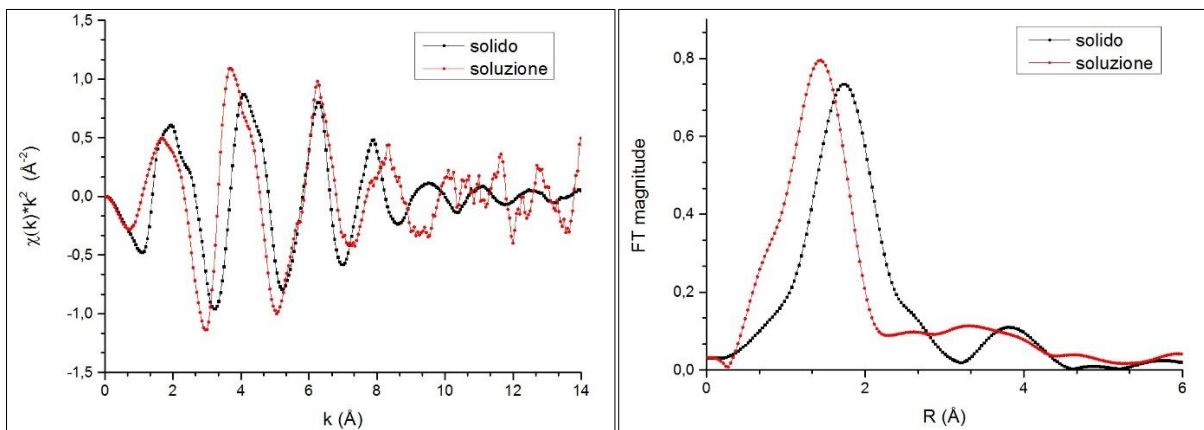 1,5
1,0
0,5
0,0
-0,5
-1,0
-1,5
χ(k)*k² (Å⁻²)
solido
soluzione
0 2 4 6 8 10 12 14
k (Å)
0,8
0,6
0,4
0,2
0,0
FT magnitude
solido
soluzione
0 2 4 6
R (Å)